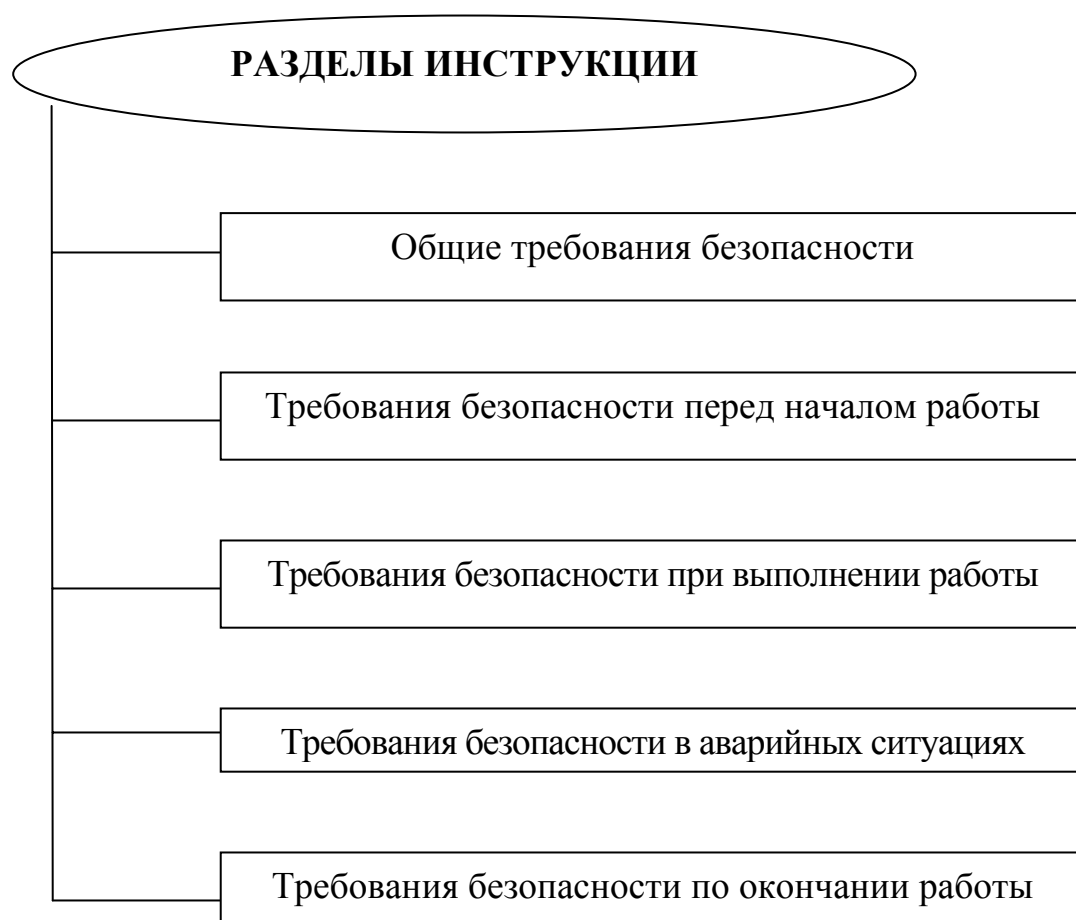 РАЗДЕЛЫ ИНСТРУКЦИИ
Общие требования безопасности
Требования безопасности перед началом работы
Требования безопасности при выполнении работы
Требования безопасности в аварийных ситуациях
Требования безопасности по окончании работы